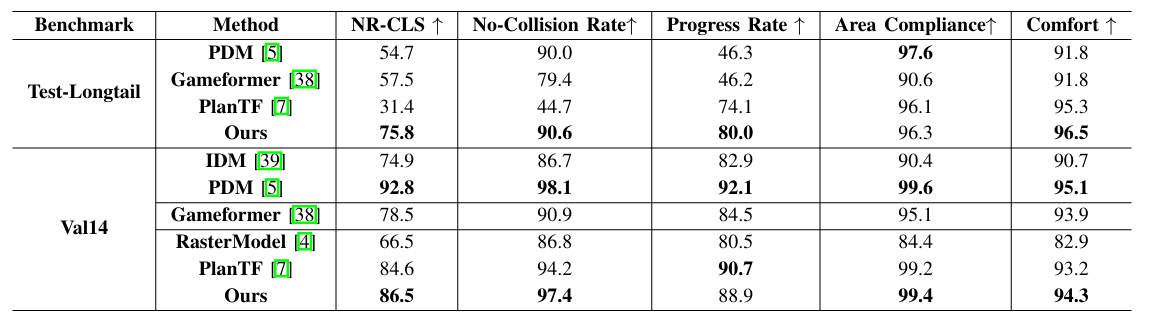 Benchmark Method NR-CLS ↑ No-Collision Rate↑ Progress Rate ↑ Area Compliance↑ Comfort ↑
PDM [5] 54.7 90.0 46.3 97.6 91.8
Gameformer [38] 57.5 79.4 46.2 90.6 91.8
Test-Longtail
PlanTF [7] 31.4 44.7 74.1 96.1 95.3
Ours 75.8 90.6 80.0 96.3 96.5
IDM [39] 74.9 86.7 82.9 90.4 90.7
PDM [5] 92.8 98.1 92.1 99.6 95.1
Gameformer [38] 78.5 90.9 84.5 95.1 93.9
Val14
RasterModel [4] 66.5 86.8 80.5 84.4 82.9
PlanTF [7] 84.6 94.2 90.7 99.2 93.2
Ours 86.5 97.4 88.9 99.4 94.3